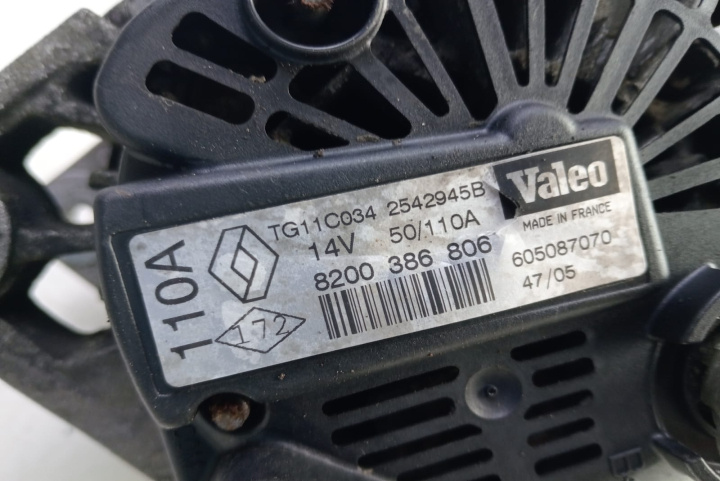 110A
TG11C034 2542945B
14V 50/110A
8200 386 806
172
Valeo
MADE IN FRANCE
605087070
47/05